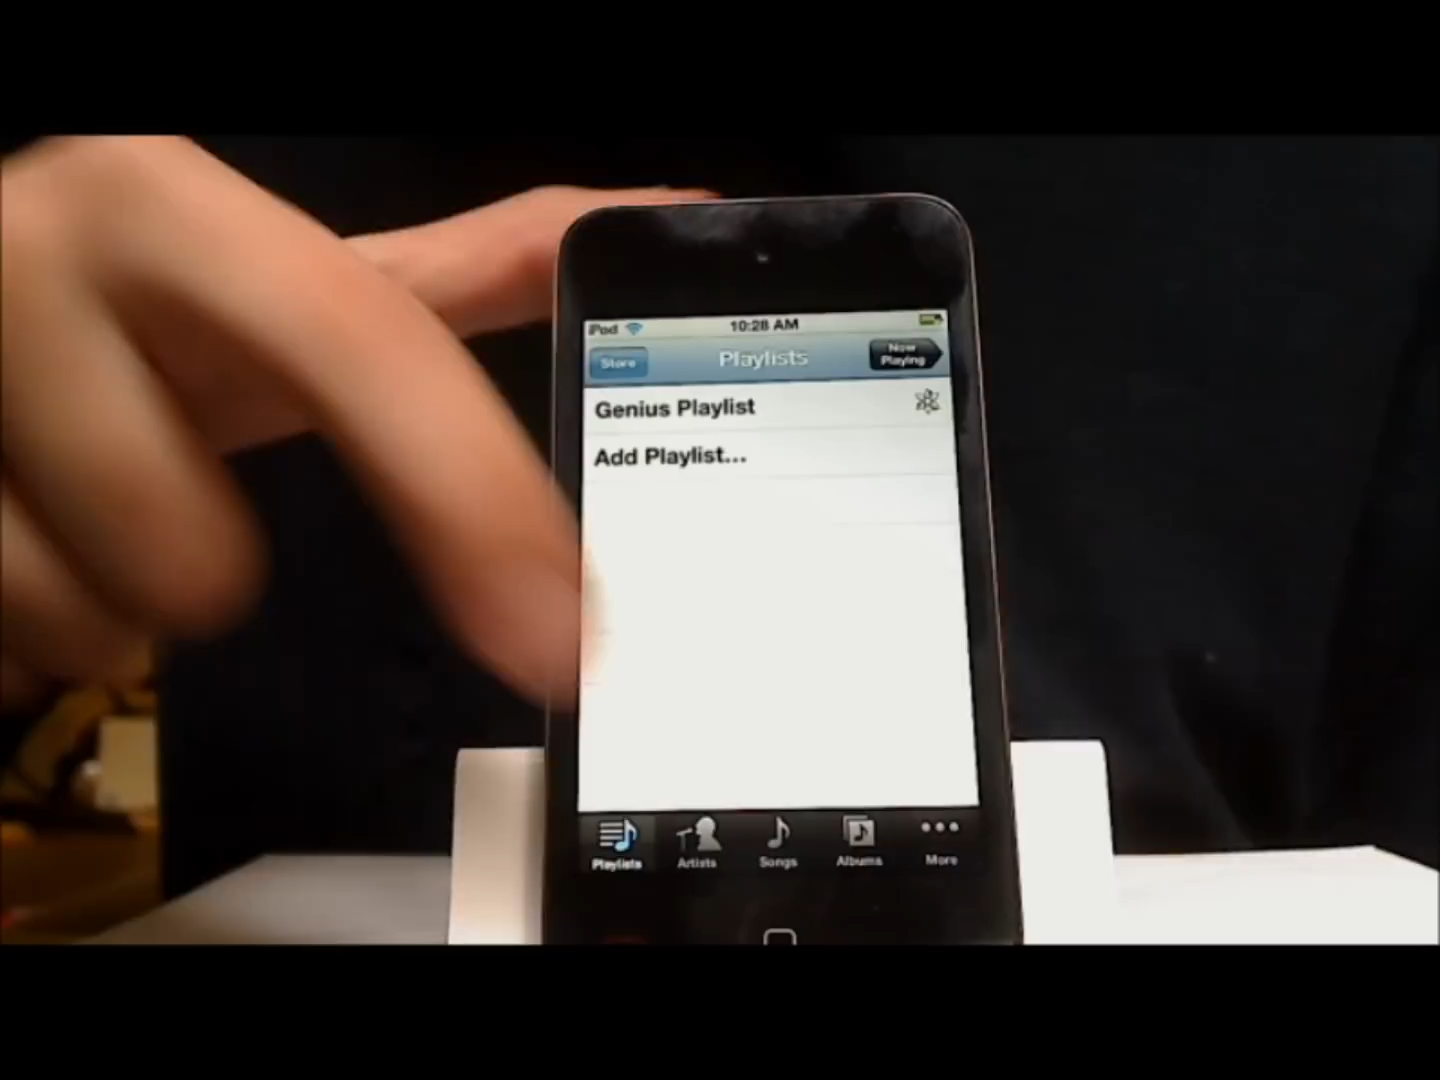 iPod 10:28 AM
Store Playlists Now Playing
Genius Playlist
Add Playlist...
Playlists Artists Songs Albums More